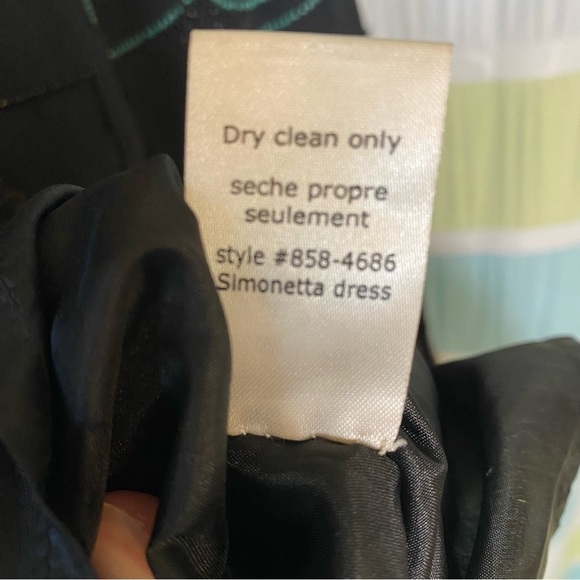 Dry clean only
seche propre
seulement
style #858-4686
Simonetta dress